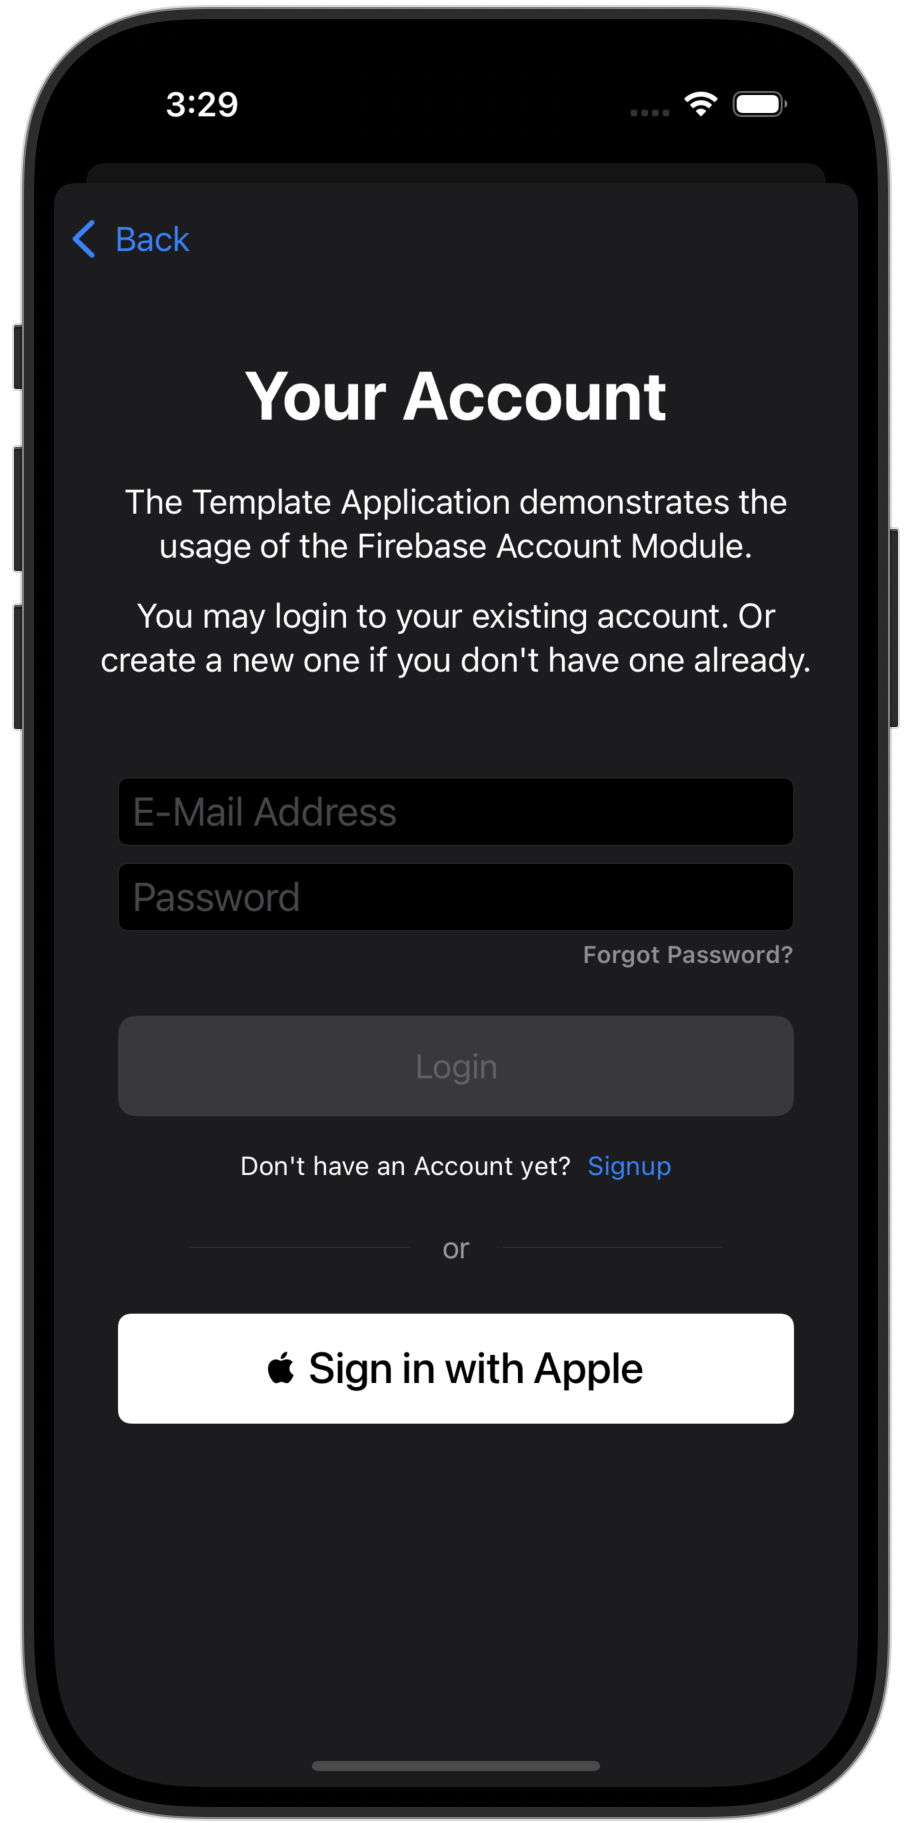 3:29
Back
Your Account
The Template Application demonstrates the
usage of the Firebase Account Module.
You may login to your existing account. Or
create a new one if you don't have one already.
E-Mail Address
Password
Forgot Password?
Login
Don't have an Account yet? Signup
or
Sign in with Apple